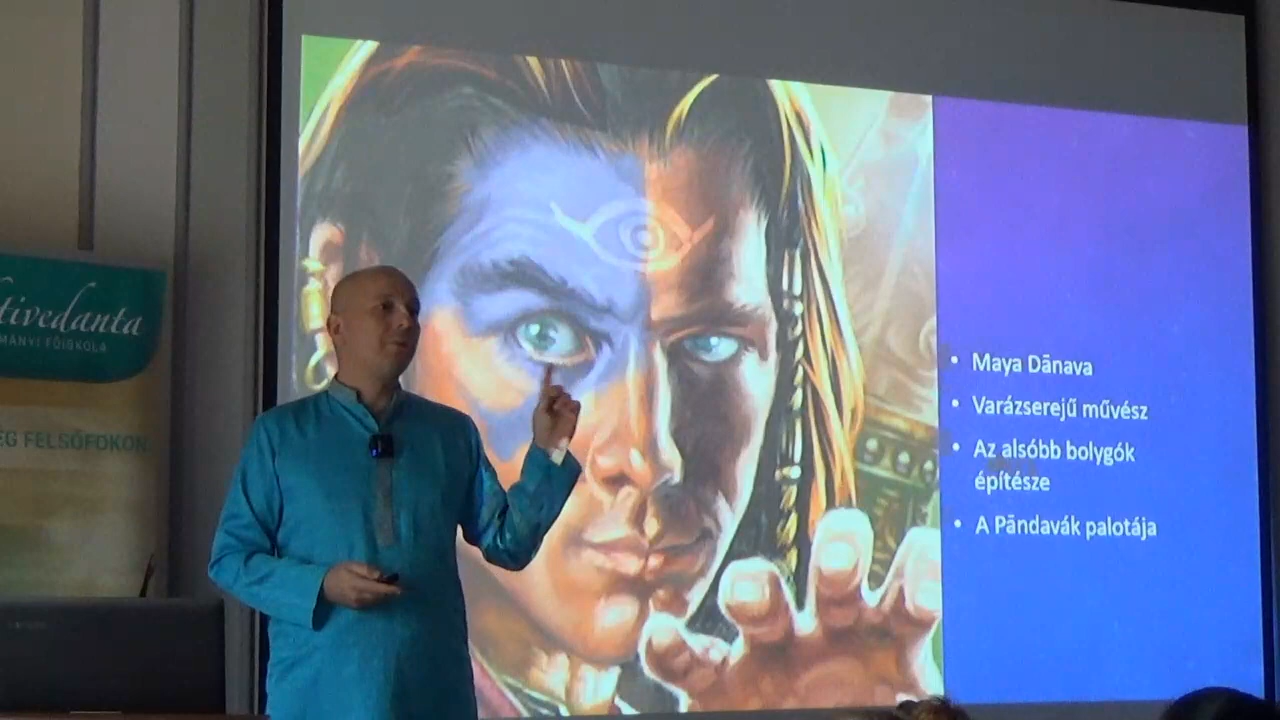 tivedanta
MÁNYI FŐISKOLA
ÉG FELSŐFOKON
• Maya Dānava
• Varázserejű művész
• Az alsóbb bolygók
építésze
• A Pāndavák palotája